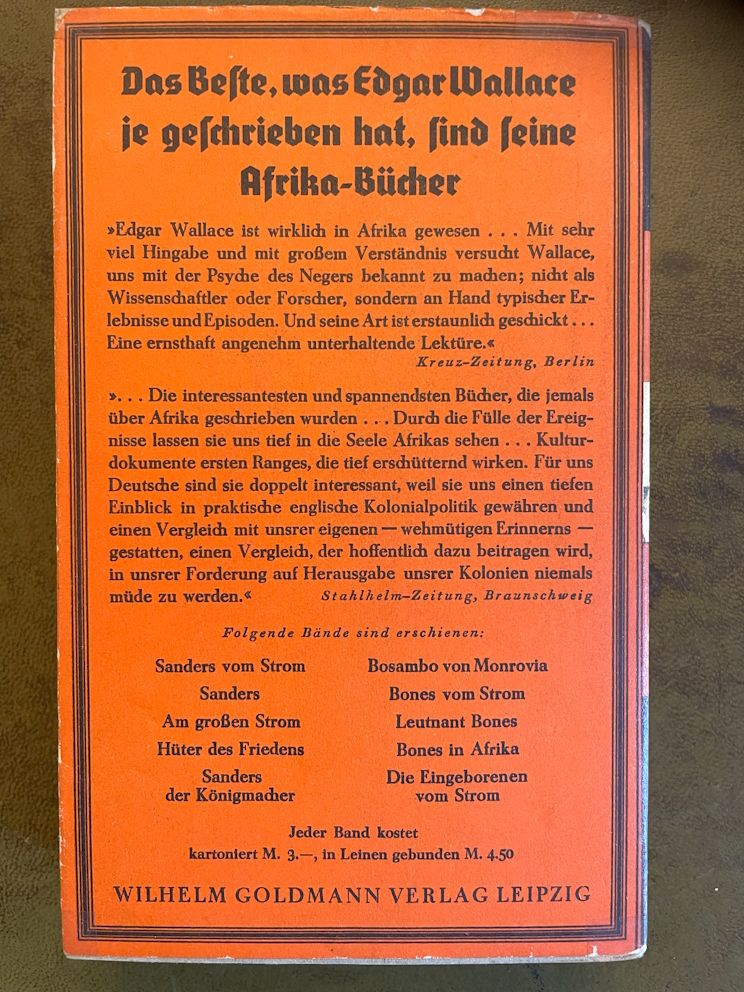 Das Beſte, was Edgar Wallace
je geſchrieben hat, ſind ſeine
Afrika-Bücher
»Edgar Wallace ist wirklich in Afrika gewesen . . . Mit sehr
viel Hingabe und mit großem Verständnis versucht Wallace,
uns mit der Psyche des Negers bekannt zu machen; nicht als
Wissenschaftler oder Forscher, sondern an Hand typischer Er-
lebnisse und Episoden. Und seine Art ist erstaunlich geschickt . . .
Eine ernsthaft angenehm unterhaltende Lektüre.«
Kreuz-Zeitung, Berlin
». . . Die interessantesten und spannendsten Bücher, die jemals
über Afrika geschrieben wurden . . . Durch die Fülle der Ereig-
nisse lassen sie uns tief in die Seele Afrikas sehen . . . Kultur-
dokumente ersten Ranges, die tief erschütternd wirken. Für uns
Deutsche sind sie doppelt interessant, weil sie uns einen tiefen
Einblick in praktische englische Kolonialpolitik gewähren und
einen Vergleich mit unsrer eigenen — wehmütigen Erinnerns —
gestatten, einen Vergleich, der hoffentlich dazu beitragen wird,
in unsrer Forderung auf Herausgabe unsrer Kolonien niemals
müde zu werden.« Stahlhelm-Zeitung, Braunschweig
Folgende Bände sind erschienen:
Sanders vom Strom
Sanders
Am großen Strom
Hüter des Friedens
Sanders
der Königmacher
Bosambo von Monrovia
Bones vom Strom
Leutnant Bones
Bones in Afrika
Die Eingeborenen
vom Strom
Jeder Band kostet
kartoniert M. 3.—, in Leinen gebunden M. 4.50
WILHELM GOLDMANN VERLAG LEIPZIG